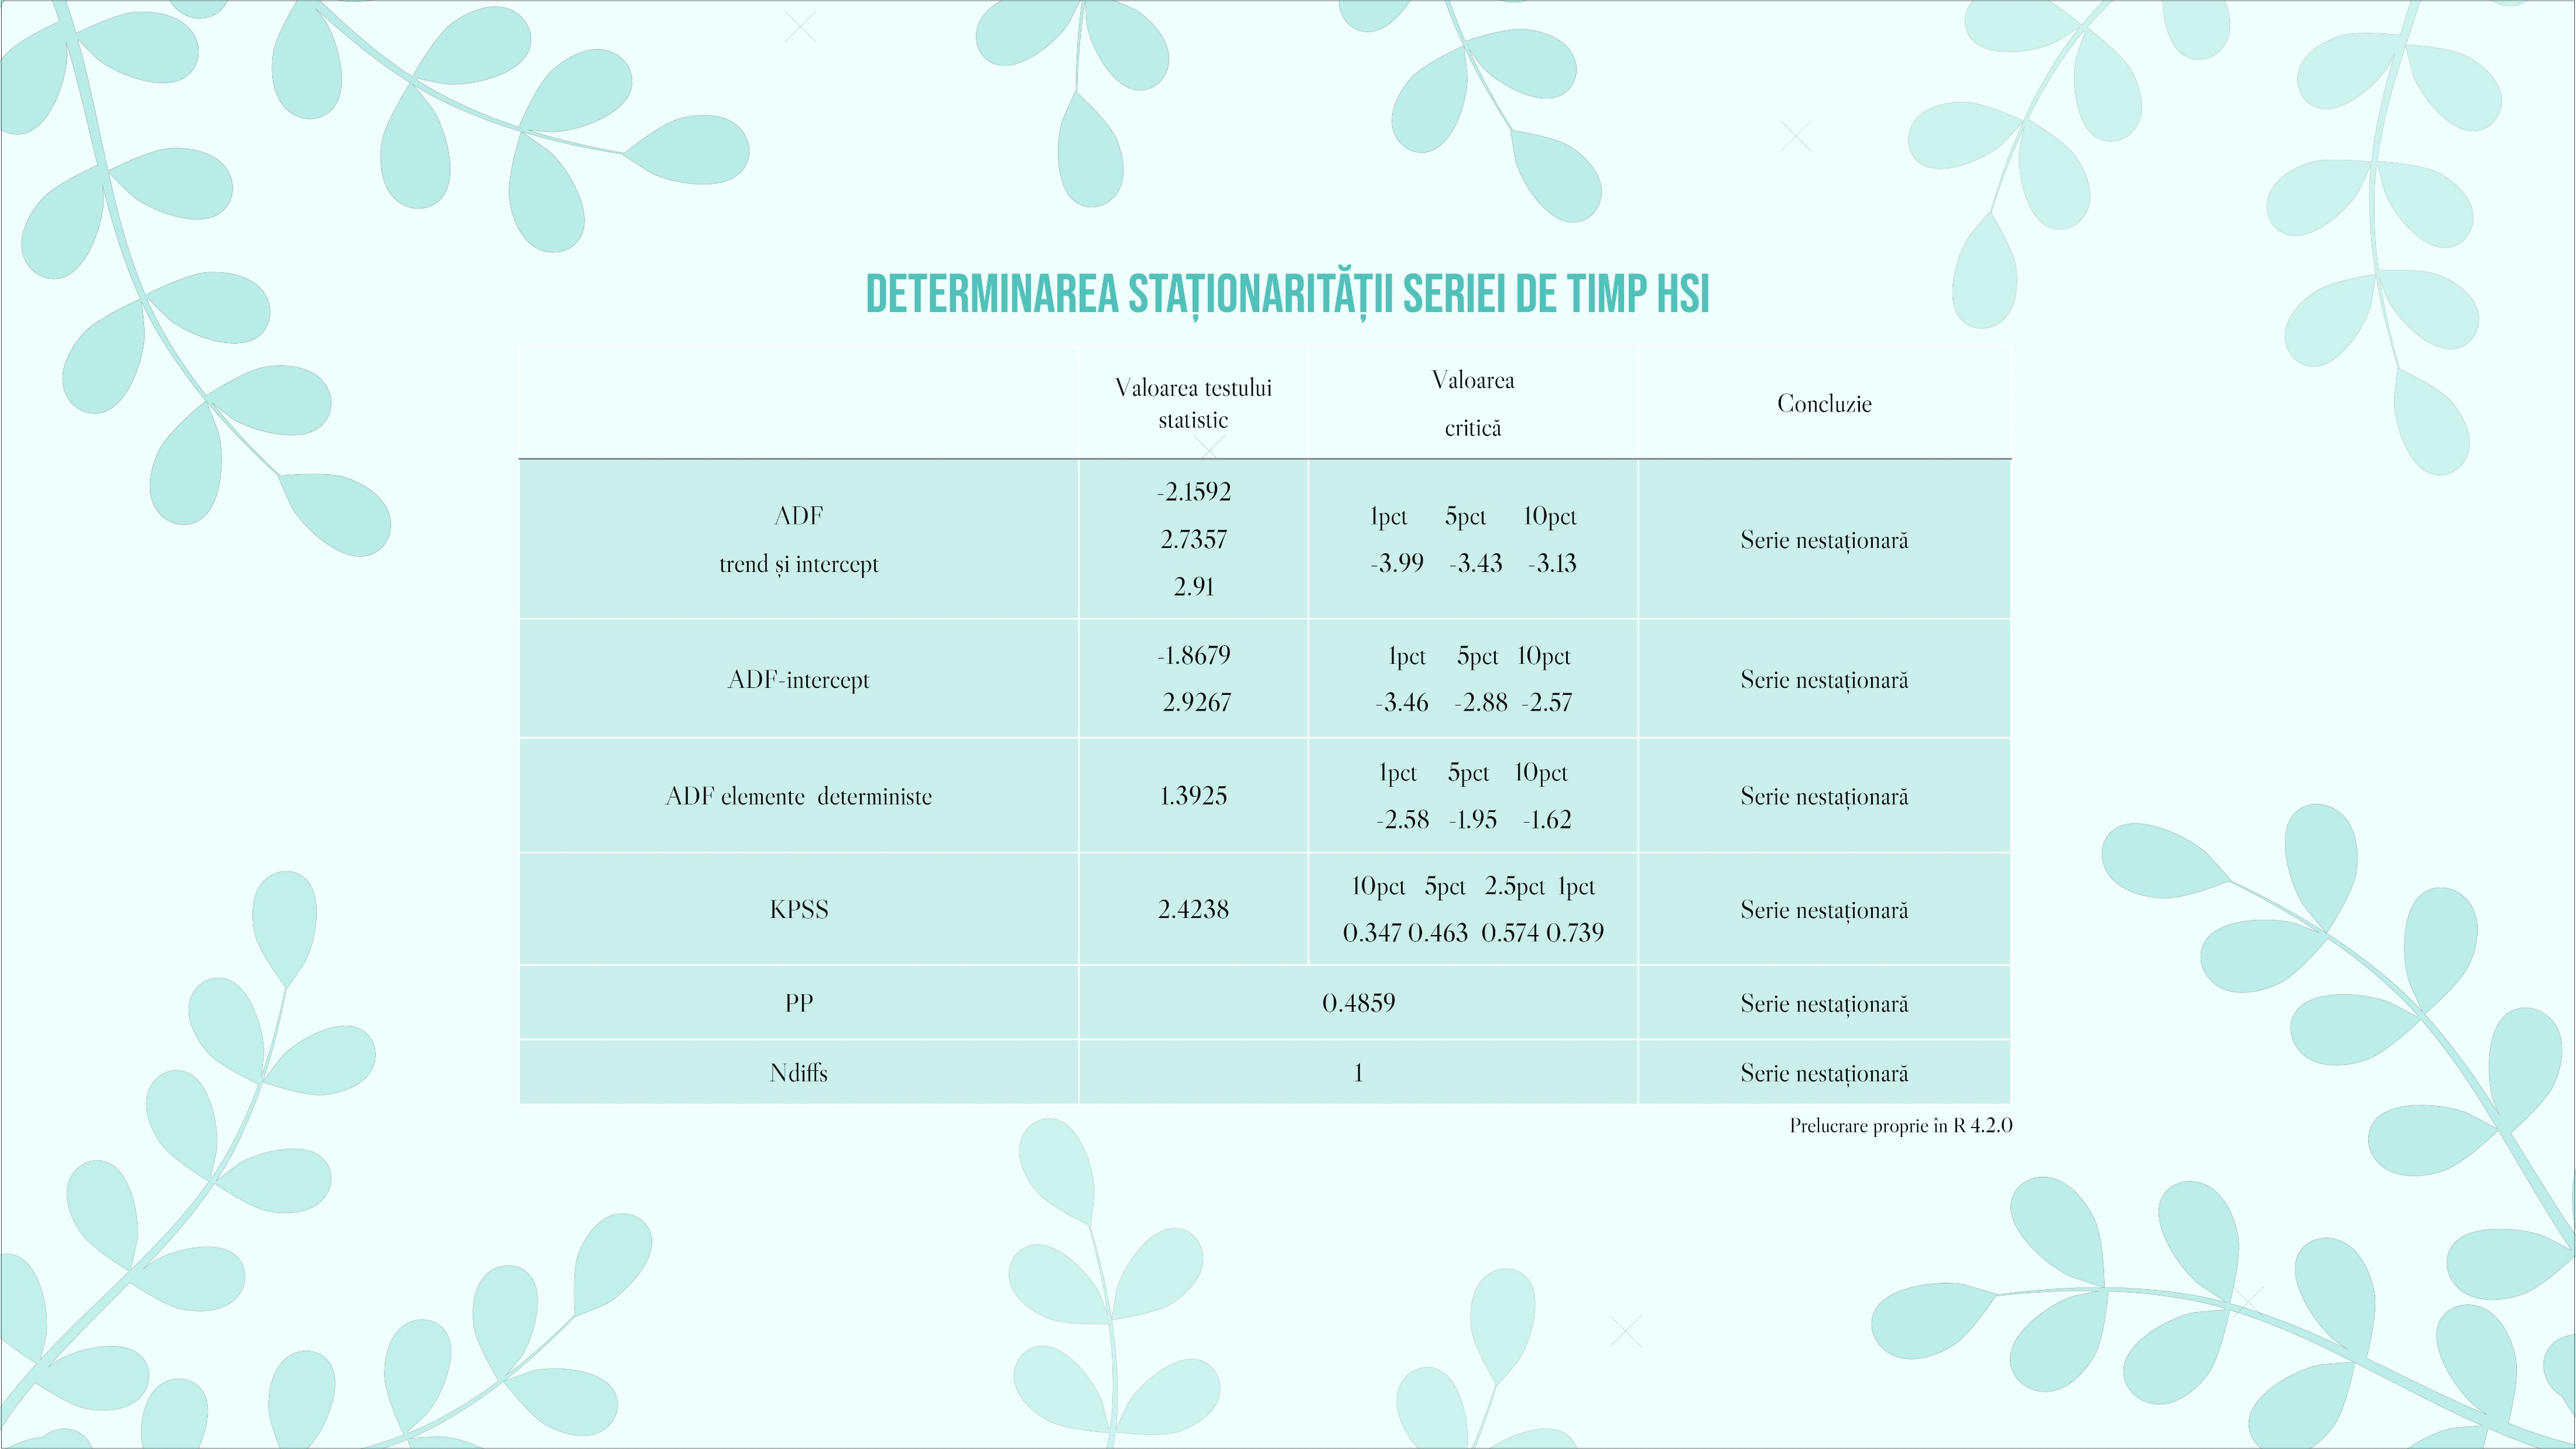 DETERMINAREA STAȚIONARITĂȚII SERIEI DE TIMP HSI
Valoarea testului
statistic
Valoarea
critică
Concluzie
ADF
trend și intercept
-2.1592
2.7357
2.91
1pct 5pct 10pct
-3.99 -3.43 -3.13
Serie nestaționară
ADF-intercept
-1.8679
2.9267
1pct 5pct 10pct
-3.46 -2.88 -2.57
Serie nestaționară
ADF elemente deterministe
1.3925
1pct 5pct 10pct
-2.58 -1.95 -1.62
Serie nestaționară
KPSS
2.4238
10pct 5pct 2.5pct 1pct
0.347 0.463 0.574 0.739
Serie nestaționară
PP
0.4859
Serie nestaționară
Ndiffs
1
Serie nestaționară
Prelucrare proprie în R 4.2.0